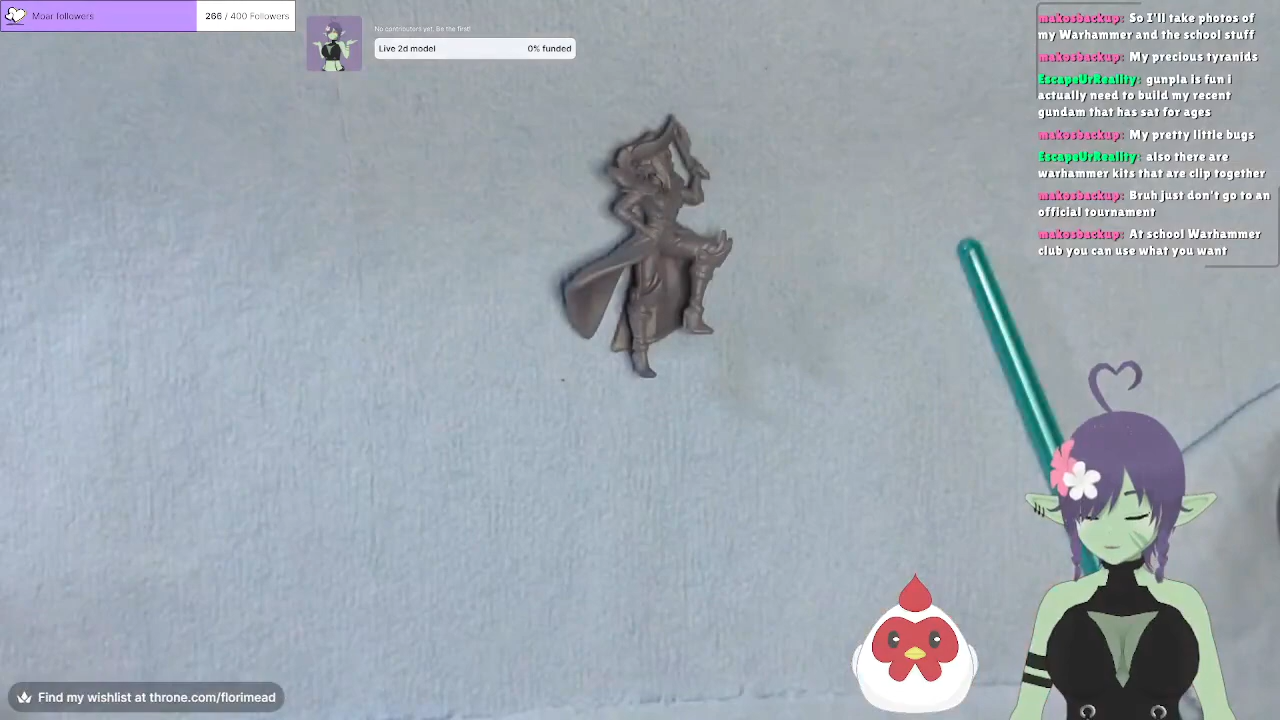 Moar followers
266 / 400 Followers
No contributers yet. Be the first!
Live 2d model
0% funded
makosbackup: So I'll take photos of
my Warhammer and the school stuff
makosbackup: My precious tyranids
EscapeUrReality: gunpla is fun i
actually need to build my recent
gundam that has sat for ages
makosbackup: My pretty little bugs
EscapeUrReality: also there are
warhammer kits that are clip together
makosbackup: Bruh just don't go to an
official tournament
makosbackup: At school Warhammer
club you can use what you want
Find my wishlist at throne.com/florimead